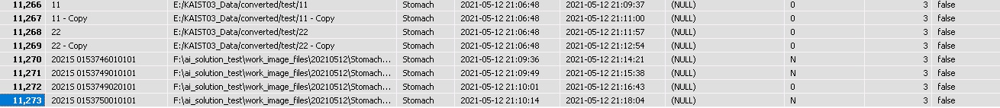 11,266 11 E:/KAIST03_Data/converted/test/11 Stomach 2021-05-12 21:06:48 2021-05-12 21:09:37 (NULL) 0 3 false
11,267 11 - Copy E:/KAIST03_Data/converted/test/11 - Copy Stomach 2021-05-12 21:06:48 2021-05-12 21:11:00 (NULL) 0 3 false
11,268 22 E:/KAIST03_Data/converted/test/22 Stomach 2021-05-12 21:06:48 2021-05-12 21:11:57 (NULL) 0 3 false
11,269 22 - Copy E:/KAIST03_Data/converted/test/22 - Copy Stomach 2021-05-12 21:06:48 2021-05-12 21:12:54 (NULL) 0 3 false
11,270 2021S 0153746010101 F:\ai_solution_test\work_image_files\20210512\Stomach... Stomach 2021-05-12 21:09:36 2021-05-12 21:14:21 (NULL) N 3 false
11,271 2021S 0153749010101 F:\ai_solution_test\work_image_files\20210512\Stomach... Stomach 2021-05-12 21:09:49 2021-05-12 21:15:38 (NULL) N 3 false
11,272 2021S 0153749020101 F:\ai_solution_test\work_image_files\20210512\Stomach... Stomach 2021-05-12 21:10:01 2021-05-12 21:16:43 (NULL) 0 3 false
11,273 2021S 0153750010101 F:\ai_solution_test\work_image_files\20210512\Stomach... Stomach 2021-05-12 21:10:14 2021-05-12 21:18:04 (NULL) N 3 false